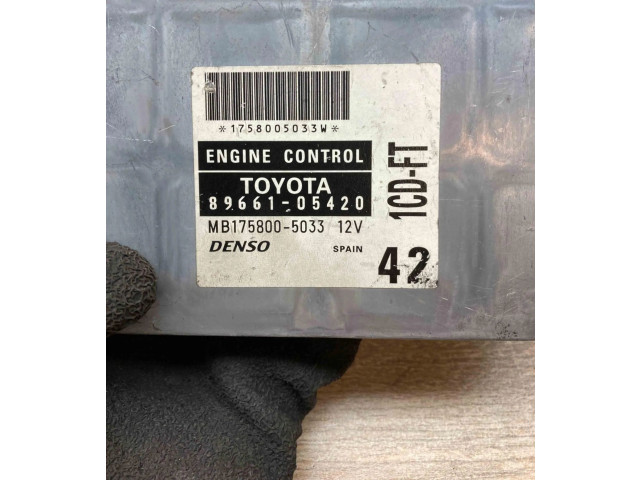 *1758005033W*
ENGINE CONTROL
TOYOTA
89661-05420
MB175800-5033 12V
DENSO SPAIN
1CD-FT
42